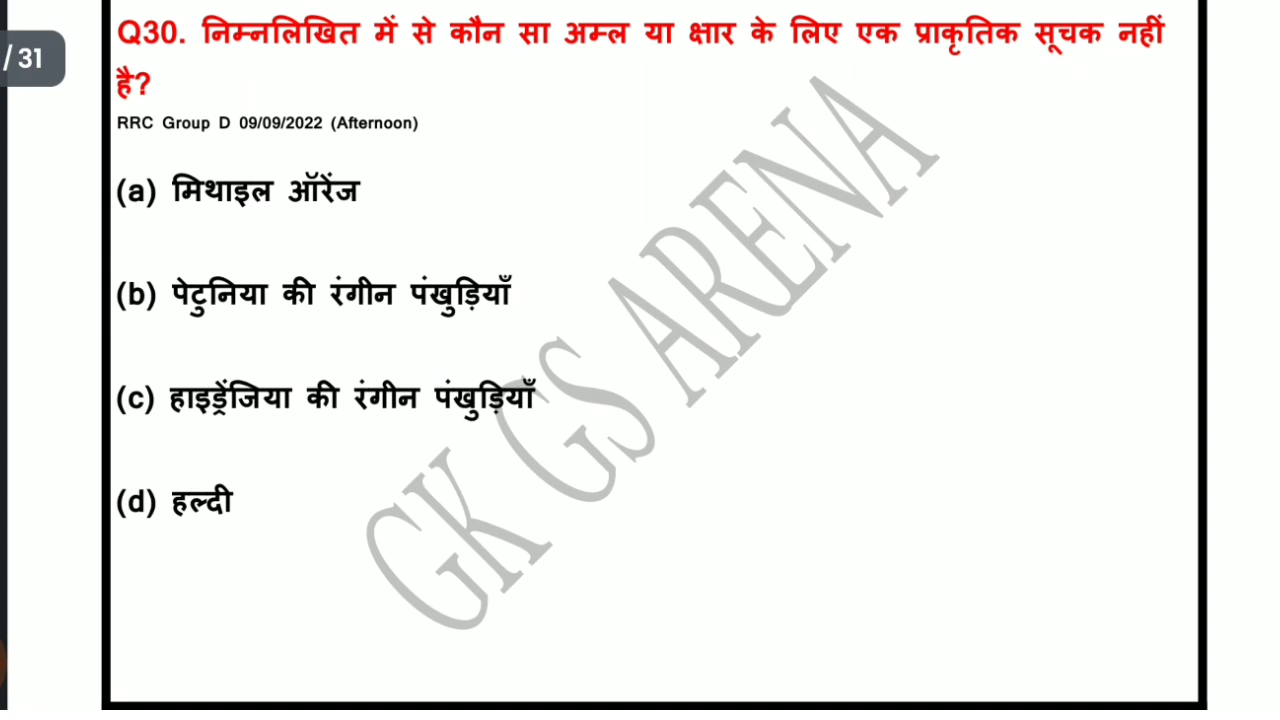 / 31
Q30. निम्नलिखित में से कौन सा अम्ल या क्षार के लिए एक प्राकृतिक सूचक नहीं
है?
RRC Group D 09/09/2022 (Afternoon)
(a) मिथाइल ऑरेंज
(b) पेटुनिया की रंगीन पंखुड़ियाँ
(c) हाइड्रेंजिया की रंगीन पंखुड़ियाँ
(d) हल्दी
GK GS ARENA